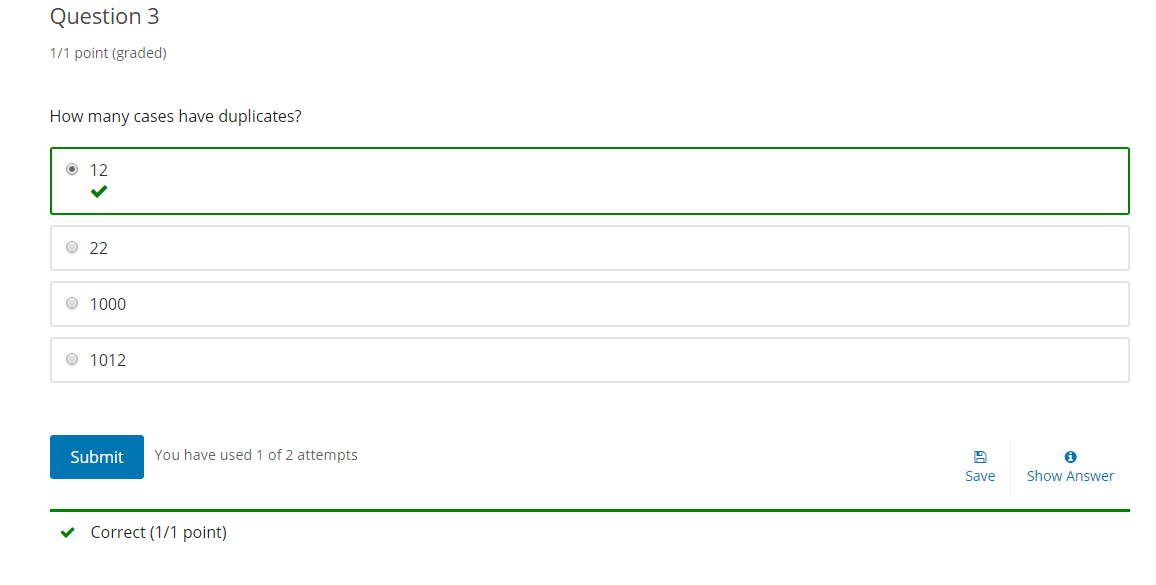 Question 3
1/1 point (graded)
How many cases have duplicates?
12
22
1000
1012
Submit
You have used 1 of 2 attempts
Save
Show Answer
Correct (1/1 point)